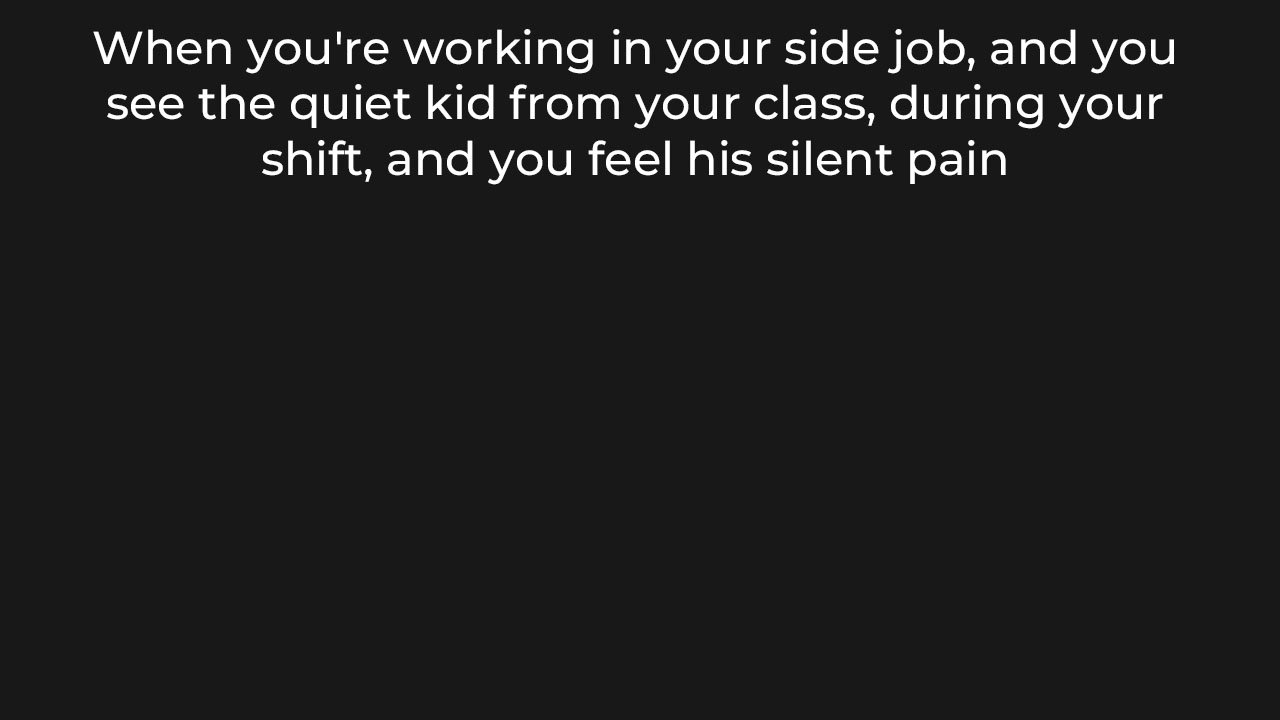 When you're working in your side job, and you
see the quiet kid from your class, during your
shift, and you feel his silent pain